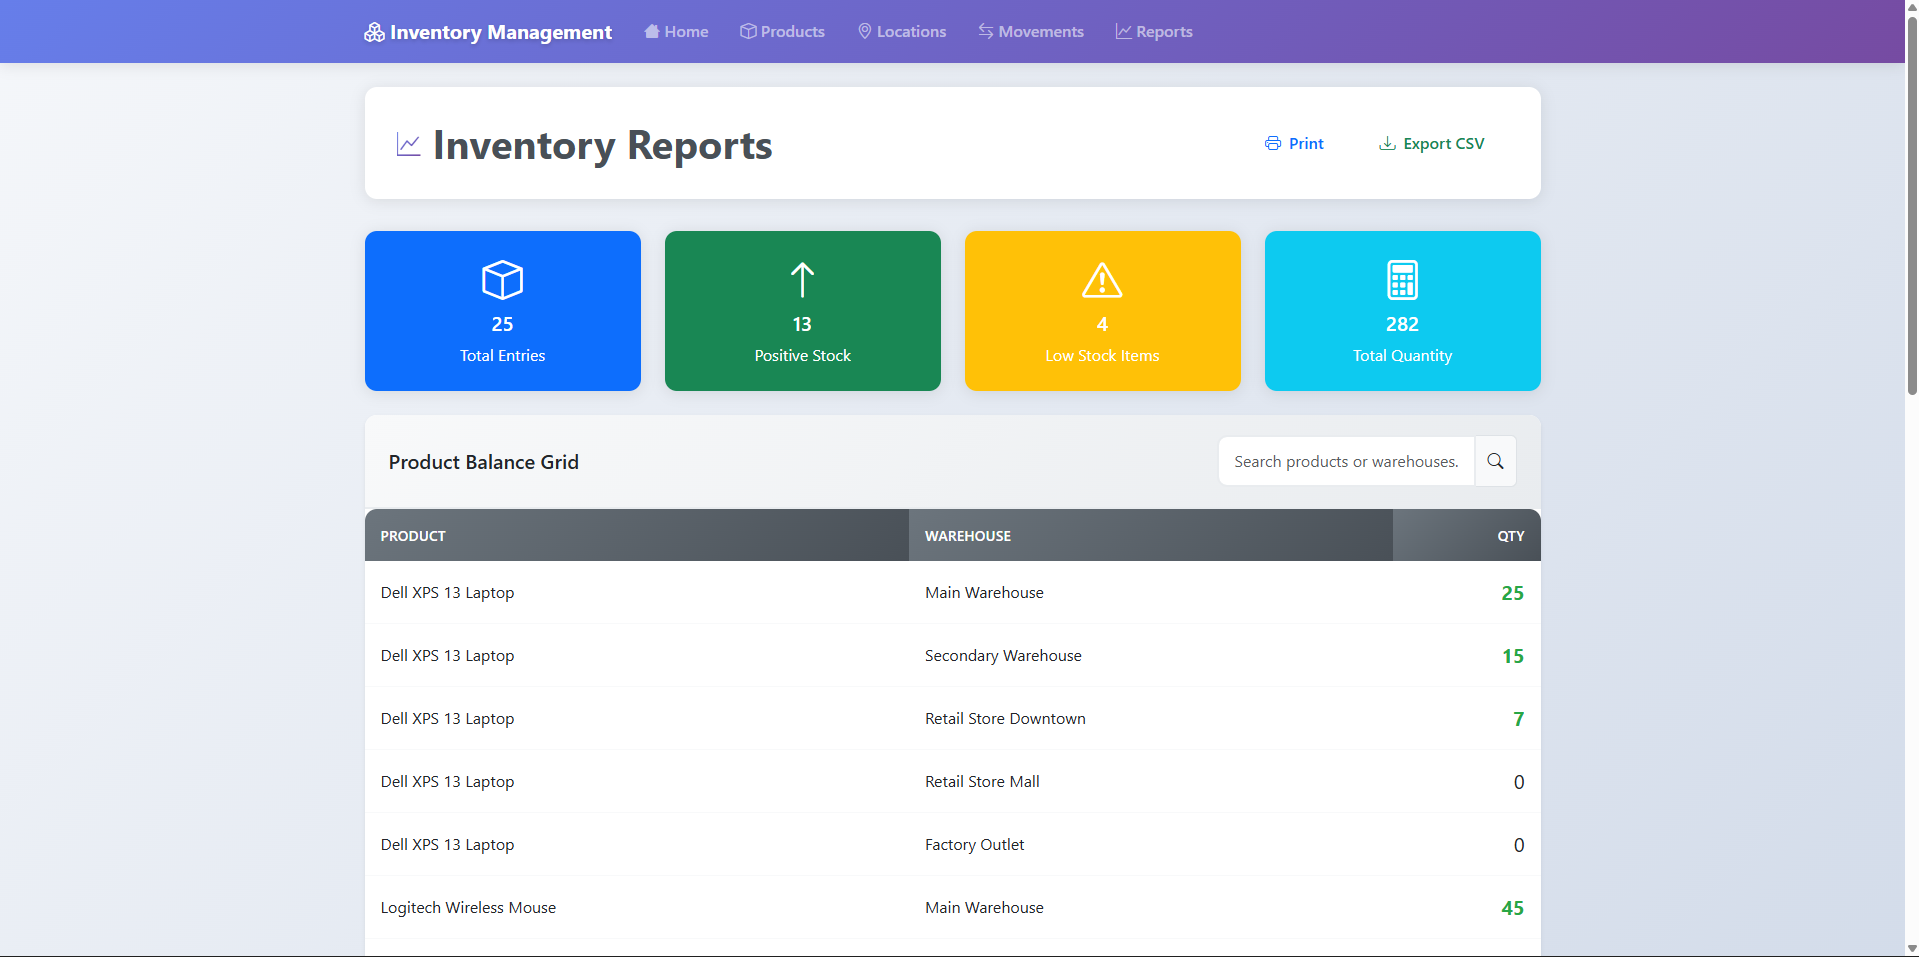 Inventory Management Home Products Locations Movements Reports
Inventory Reports Print Export CSV
25
Total Entries
13
Positive Stock
4
Low Stock Items
282
Total Quantity
Product Balance Grid Search products or warehouses.
PRODUCT WAREHOUSE QTY
Dell XPS 13 Laptop Main Warehouse 25
Dell XPS 13 Laptop Secondary Warehouse 15
Dell XPS 13 Laptop Retail Store Downtown 7
Dell XPS 13 Laptop Retail Store Mall 0
Dell XPS 13 Laptop Factory Outlet 0
Logitech Wireless Mouse Main Warehouse 45